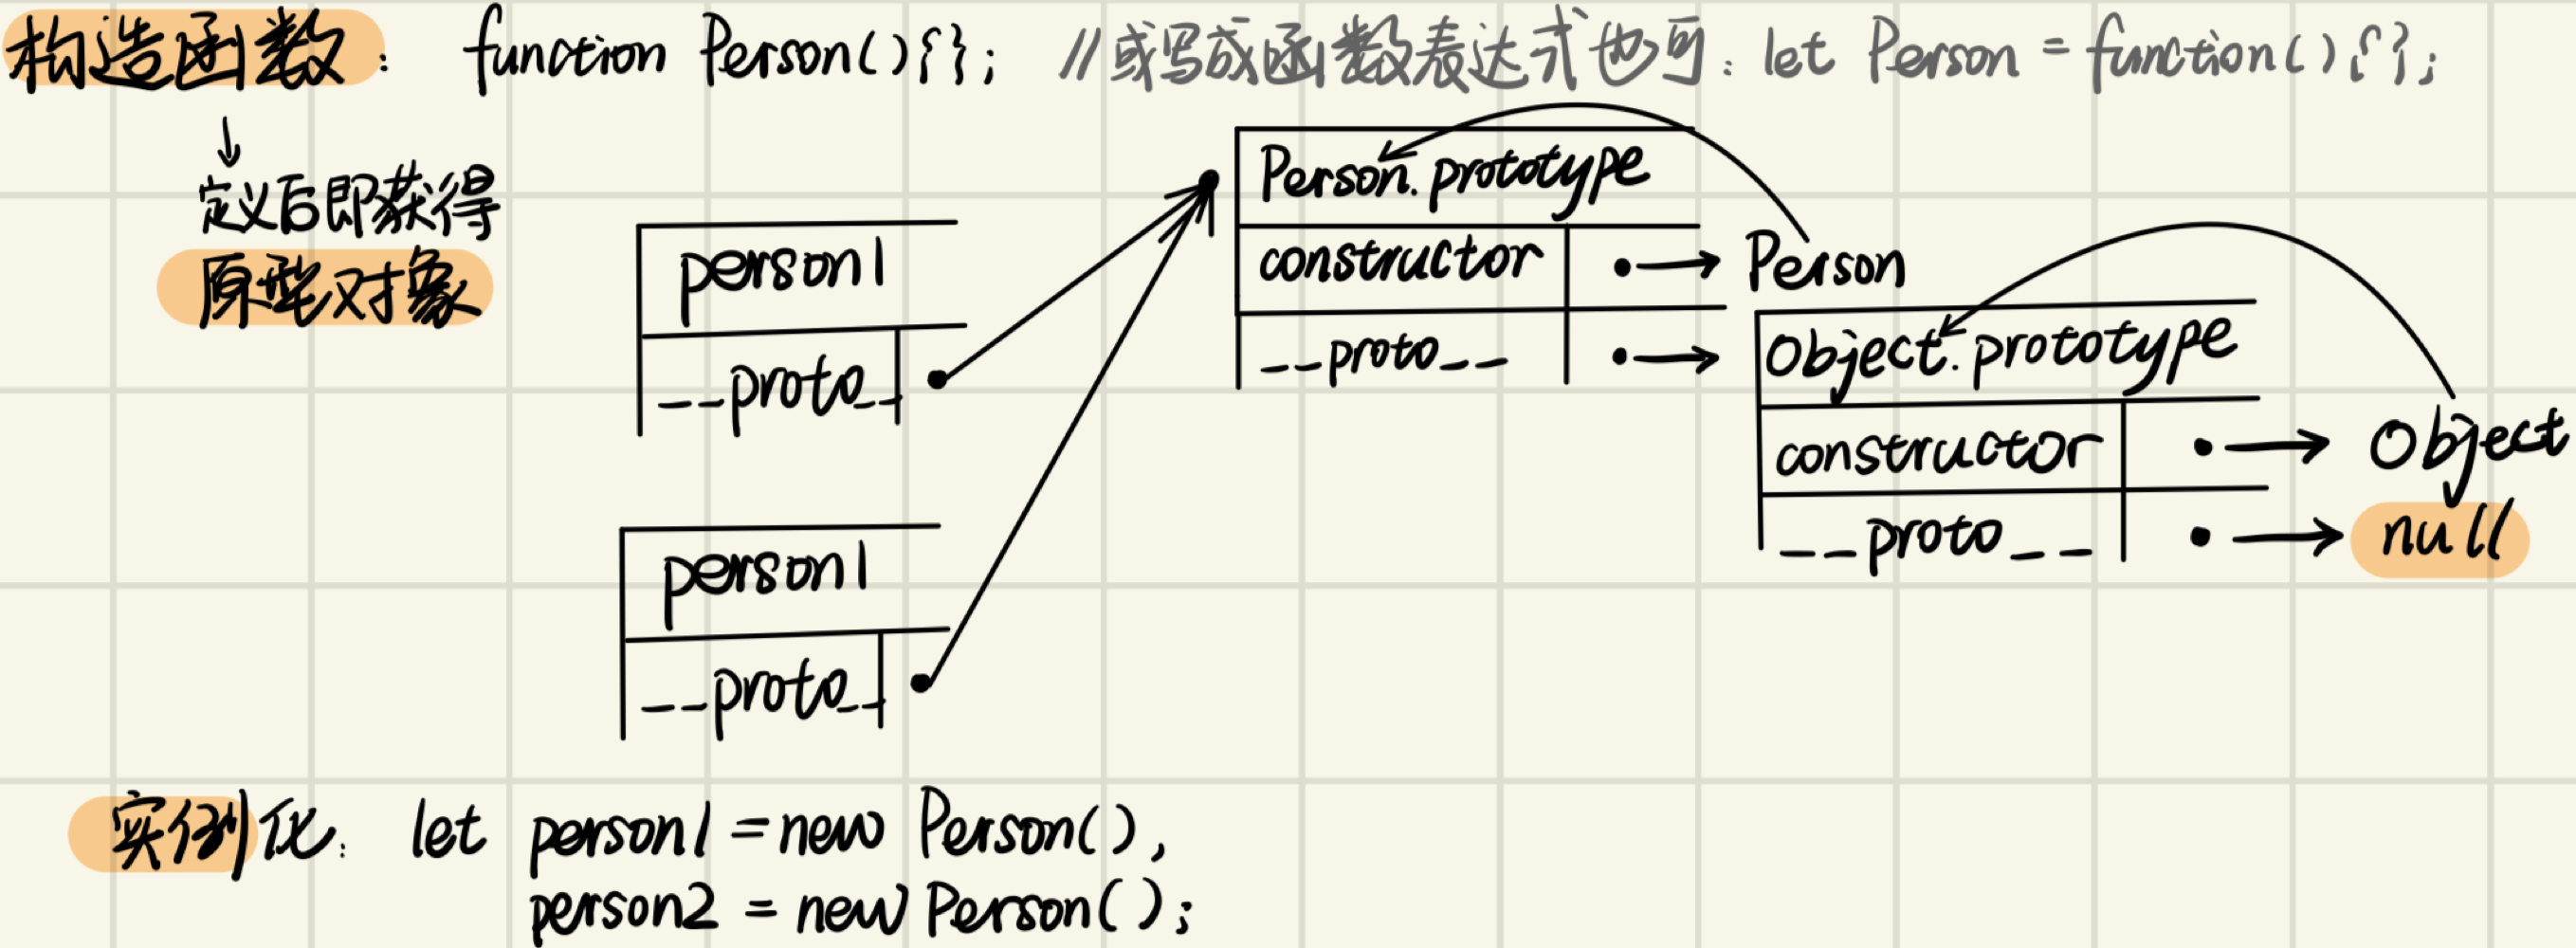 构造函数： function Person(){}; //或写成函数表达式也可：let Person = function(){};
定义后即获得
原型对象
Person.prototype
constructor Person
__proto__
Object.prototype
constructor Object
__proto__ null
person1
__proto__
person1
__proto__
实例化： let person1 = new Person(),
person2 = new Person();